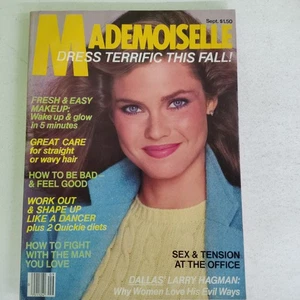 Sept. $1.50
MADEMOISELLE
DRESS TERRIFIC THIS FALL!
FRESH & EASY
MAKEUP:
Wake up & glow
in 5 minutes
GREAT CARE
for straight
or wavy hair
HOW TO BE BAD—
& FEEL GOOD
WORK OUT
& SHAPE UP
LIKE A DANCER
plus 2 Quickie diets
HOW TO FIGHT
WITH THE MAN
YOU LOVE
SEX & TENSION
AT THE OFFICE
DALLAS' LARRY HAGMAN:
Why Women Love His Evil Ways